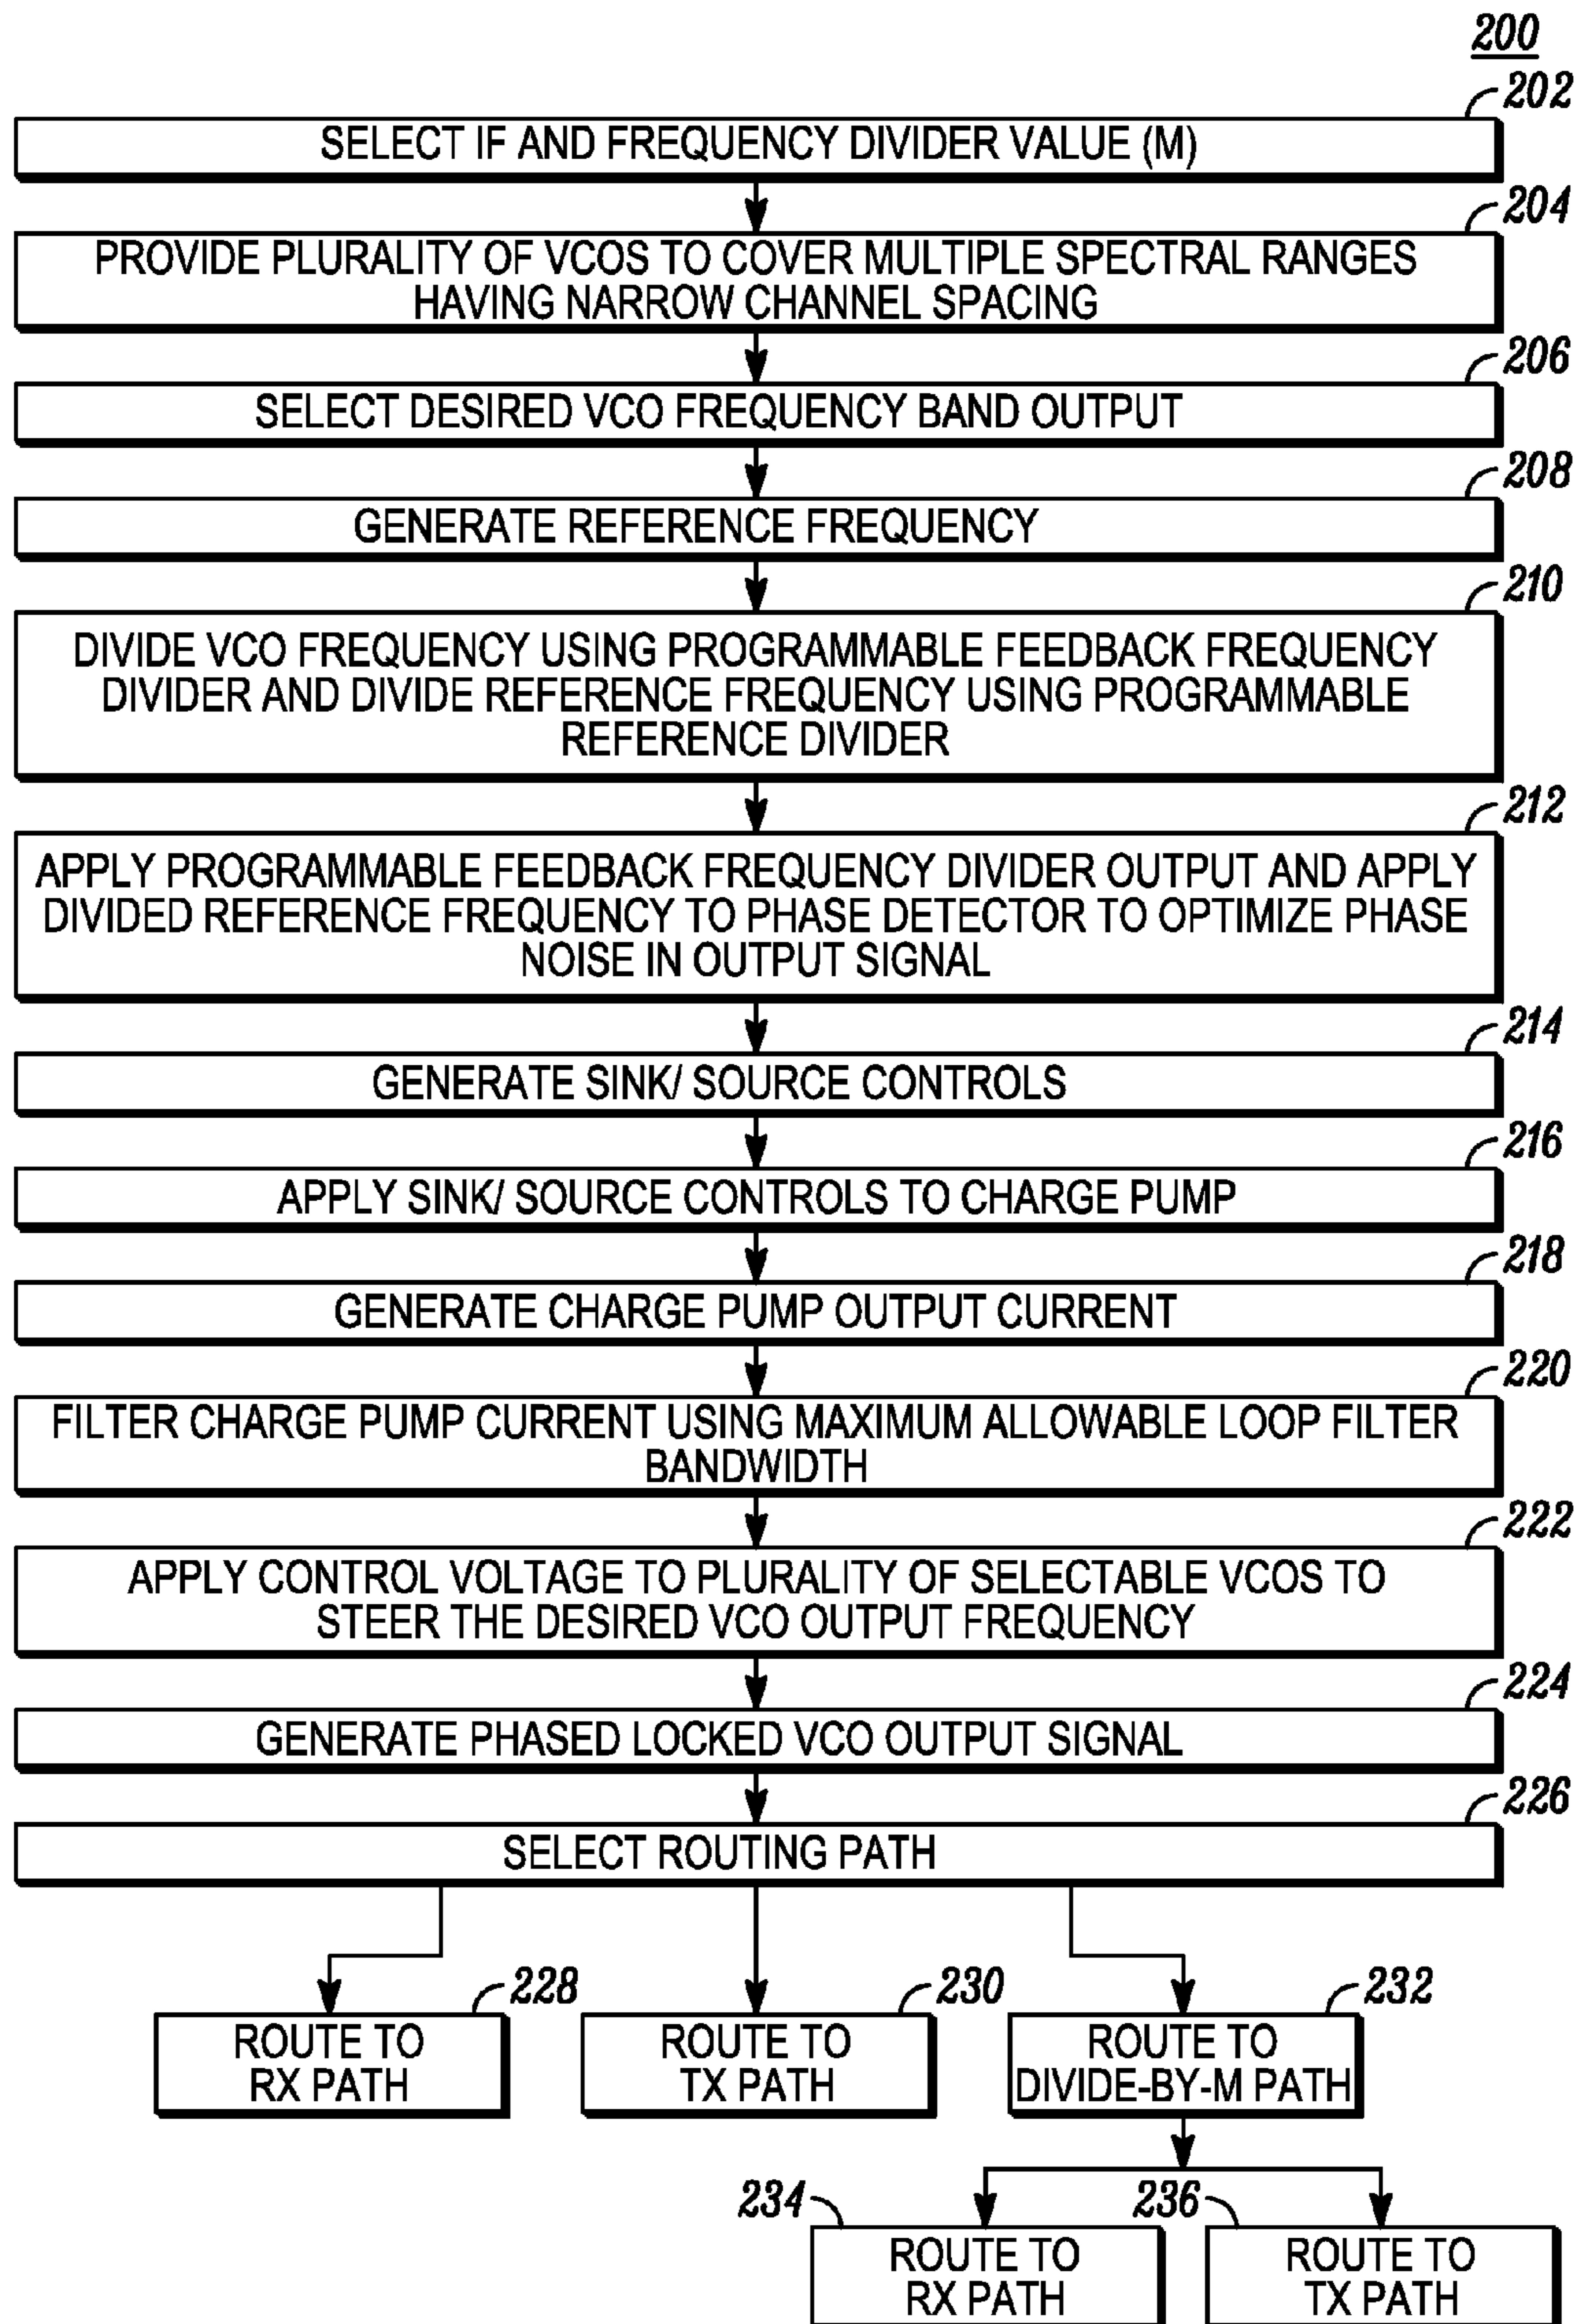 200
202
SELECT IF AND FREQUENCY DIVIDER VALUE (M)
204
PROVIDE PLURALITY OF VCOS TO COVER MULTIPLE SPECTRAL RANGES
HAVING NARROW CHANNEL SPACING
206
SELECT DESIRED VCO FREQUENCY BAND OUTPUT
208
GENERATE REFERENCE FREQUENCY
210
DIVIDE VCO FREQUENCY USING PROGRAMMABLE FEEDBACK FREQUENCY
DIVIDER AND DIVIDE REFERENCE FREQUENCY USING PROGRAMMABLE
REFERENCE DIVIDER
212
APPLY PROGRAMMABLE FEEDBACK FREQUENCY DIVIDER OUTPUT AND APPLY
DIVIDED REFERENCE FREQUENCY TO PHASE DETECTOR TO OPTIMIZE PHASE
NOISE IN OUTPUT SIGNAL
214
GENERATE SINK/ SOURCE CONTROLS
216
APPLY SINK/ SOURCE CONTROLS TO CHARGE PUMP
218
GENERATE CHARGE PUMP OUTPUT CURRENT
220
FILTER CHARGE PUMP CURRENT USING MAXIMUM ALLOWABLE LOOP FILTER
BANDWIDTH
222
APPLY CONTROL VOLTAGE TO PLURALITY OF SELECTABLE VCOS TO
STEER THE DESIRED VCO OUTPUT FREQUENCY
224
GENERATE PHASED LOCKED VCO OUTPUT SIGNAL
226
SELECT ROUTING PATH
228
ROUTE TO
RX PATH
230
ROUTE TO
TX PATH
232
ROUTE TO
DIVIDE-BY-M PATH
234
ROUTE TO
RX PATH
236
ROUTE TO
TX PATH